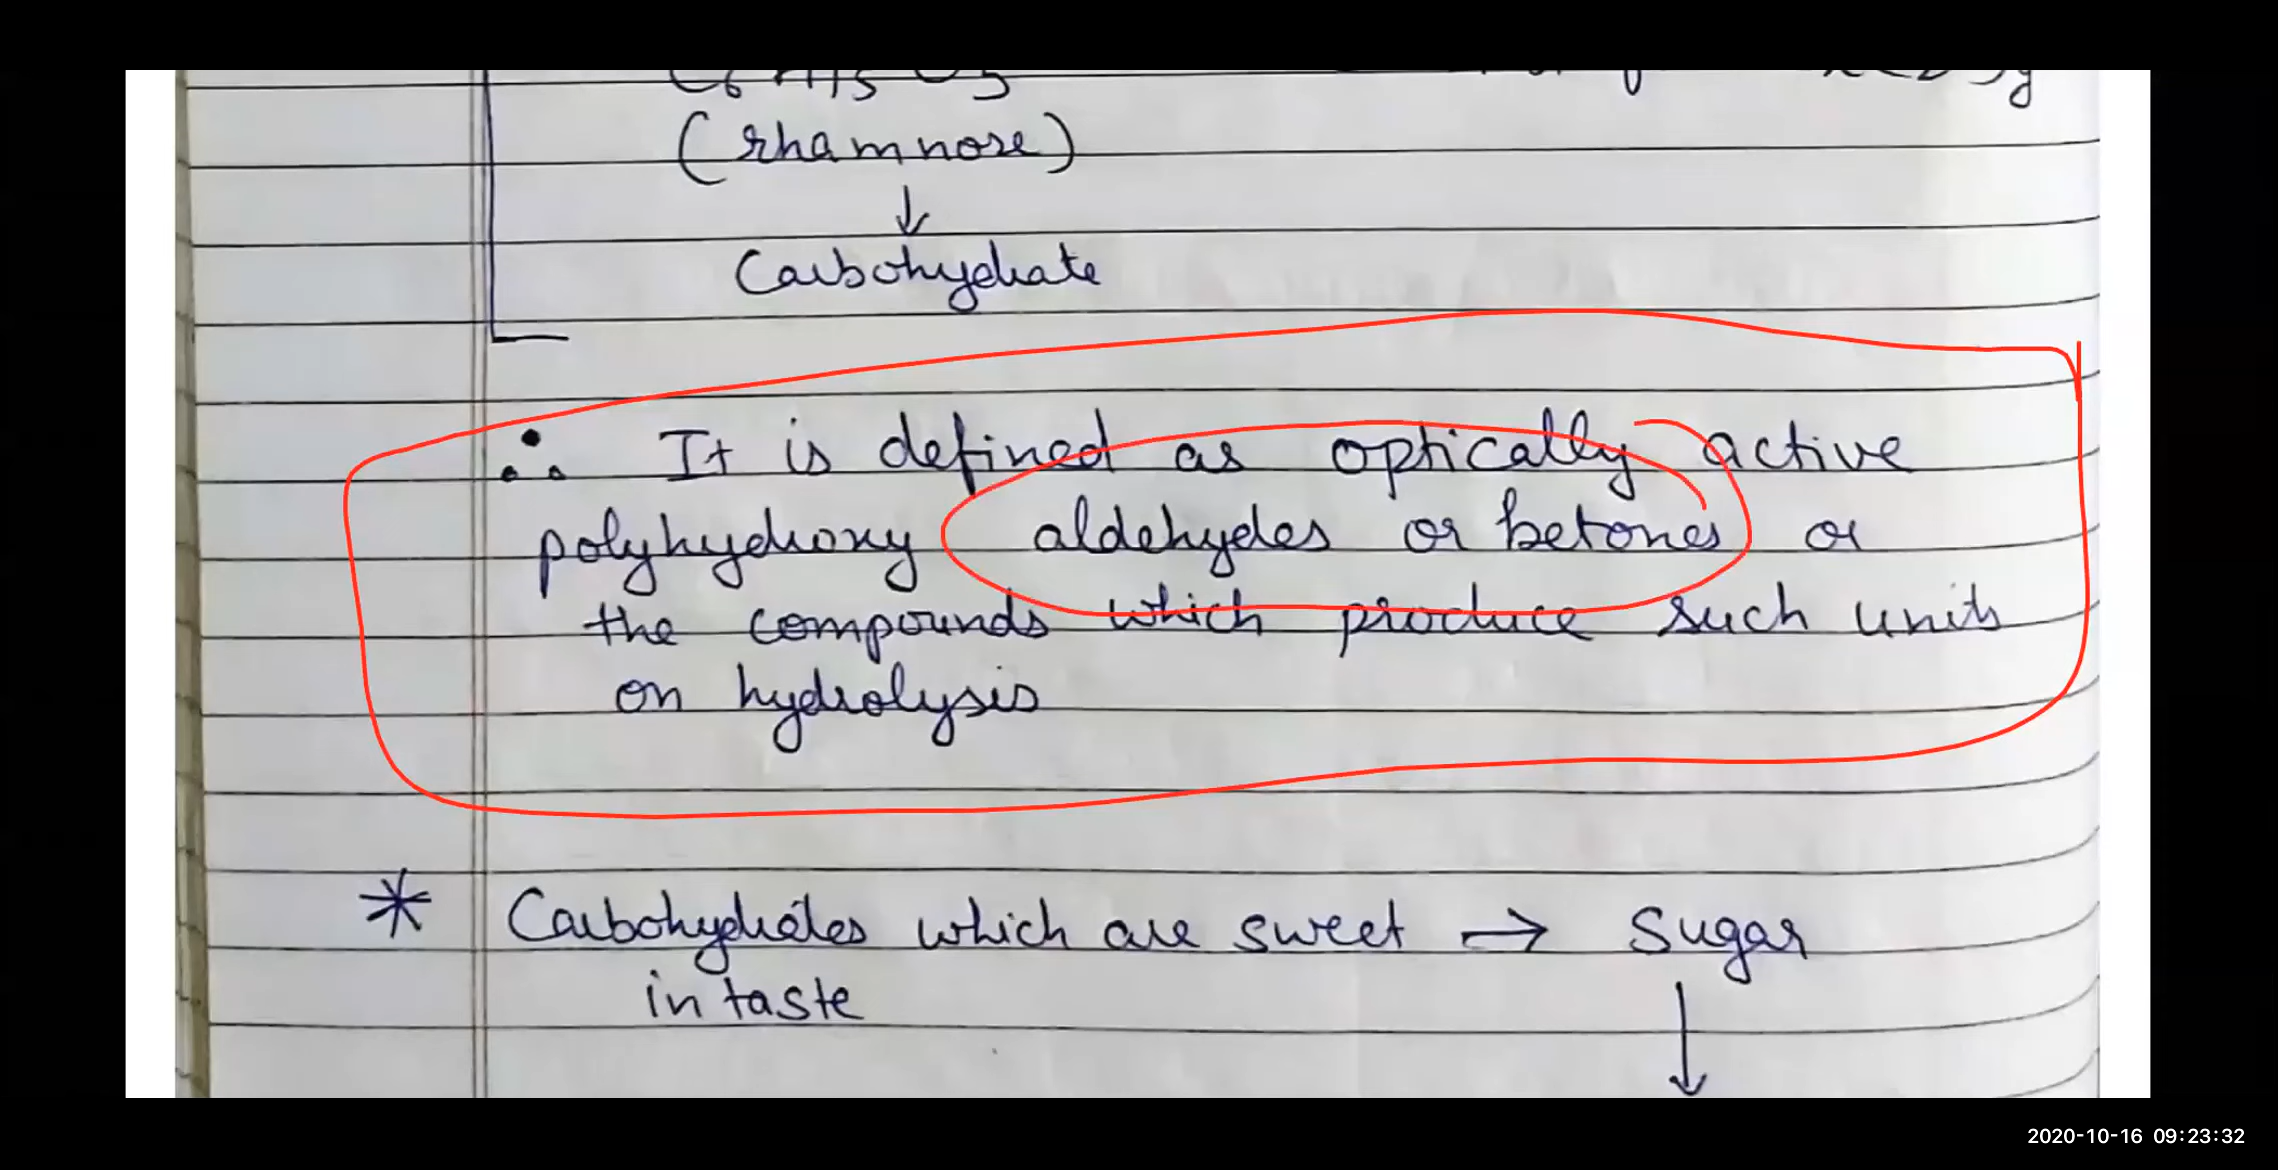 (rhamnose)
↓
Carbohydrate
∴ It is defined as optically active
polyhydroxy aldehydes or ketones or
the compounds which produce such units
on hydrolysis
* Carbohydrates which are sweet → Sugar
in taste
↓
2020-10-16 09:23:32